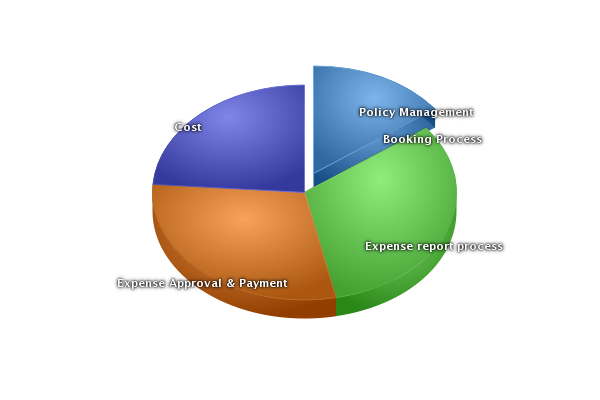 Policy Management
Cost
Booking Process
Expense report process
Expense Approval & Payment